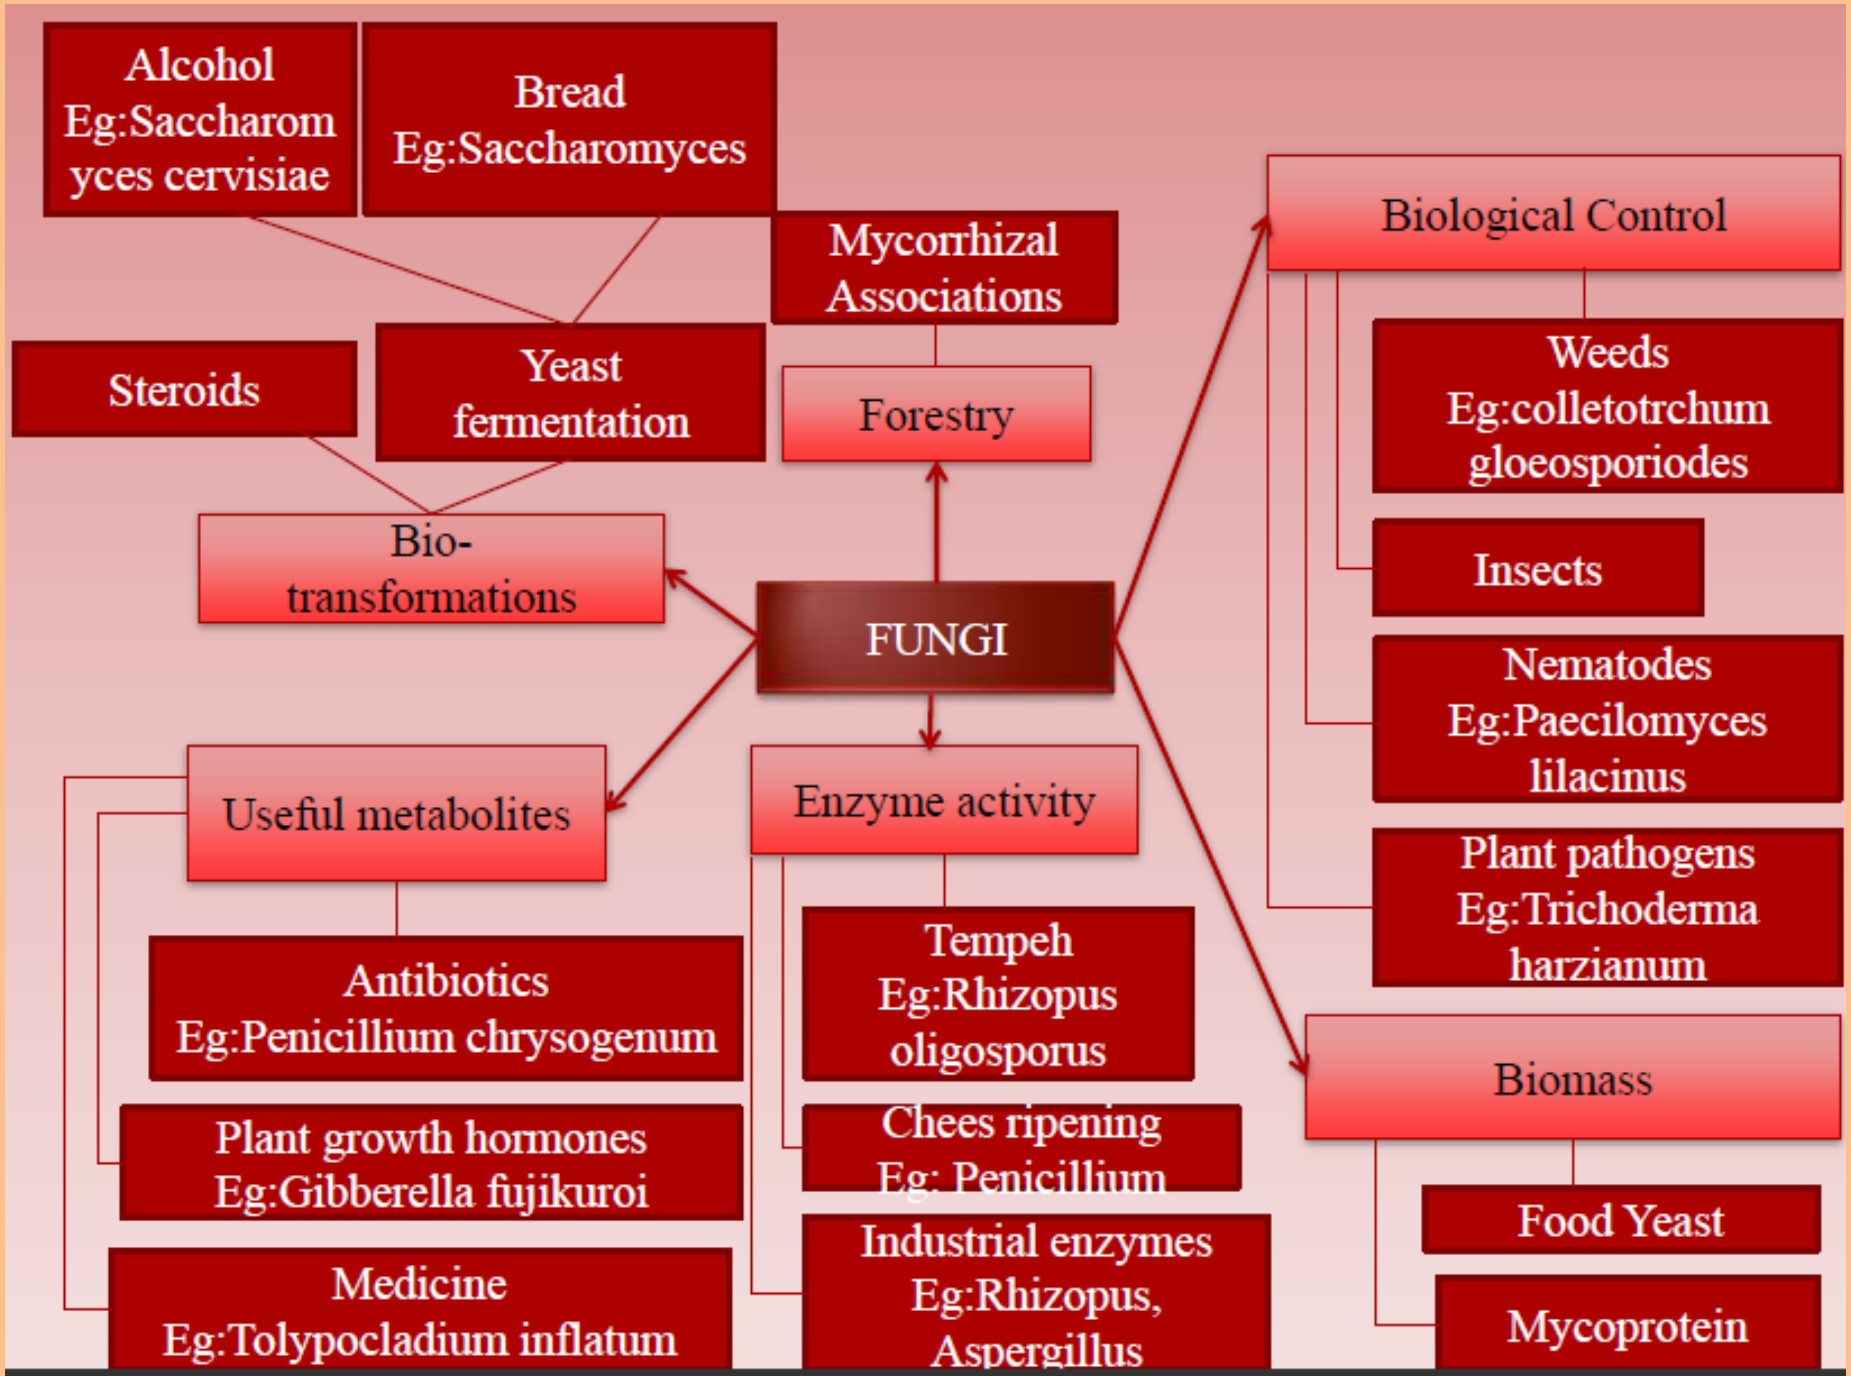 Alcohol
Eg:Saccharom
yces cervisiae
Bread
Eg:Saccharomyces
Mycorrhizal
Associations
Steroids
Yeast
fermentation
Forestry
Bio-
transformations
FUNGI
Biological Control
Weeds
Eg:colletotrchum
gloeosporiodes
Insects
Nematodes
Eg:Paecilomyces
lilacinus
Plant pathogens
Eg:Trichoderma
harzianum
Useful metabolites
Antibiotics
Eg:Penicillium chrysogenum
Plant growth hormones
Eg:Gibberella fujikuroi
Medicine
Eg:Tolypocladium inflatum
Enzyme activity
Tempeh
Eg:Rhizopus
oligosporus
Chees ripening
Eg: Penicillium
Industrial enzymes
Eg:Rhizopus,
Aspergillus
Biomass
Food Yeast
Mycoprotein